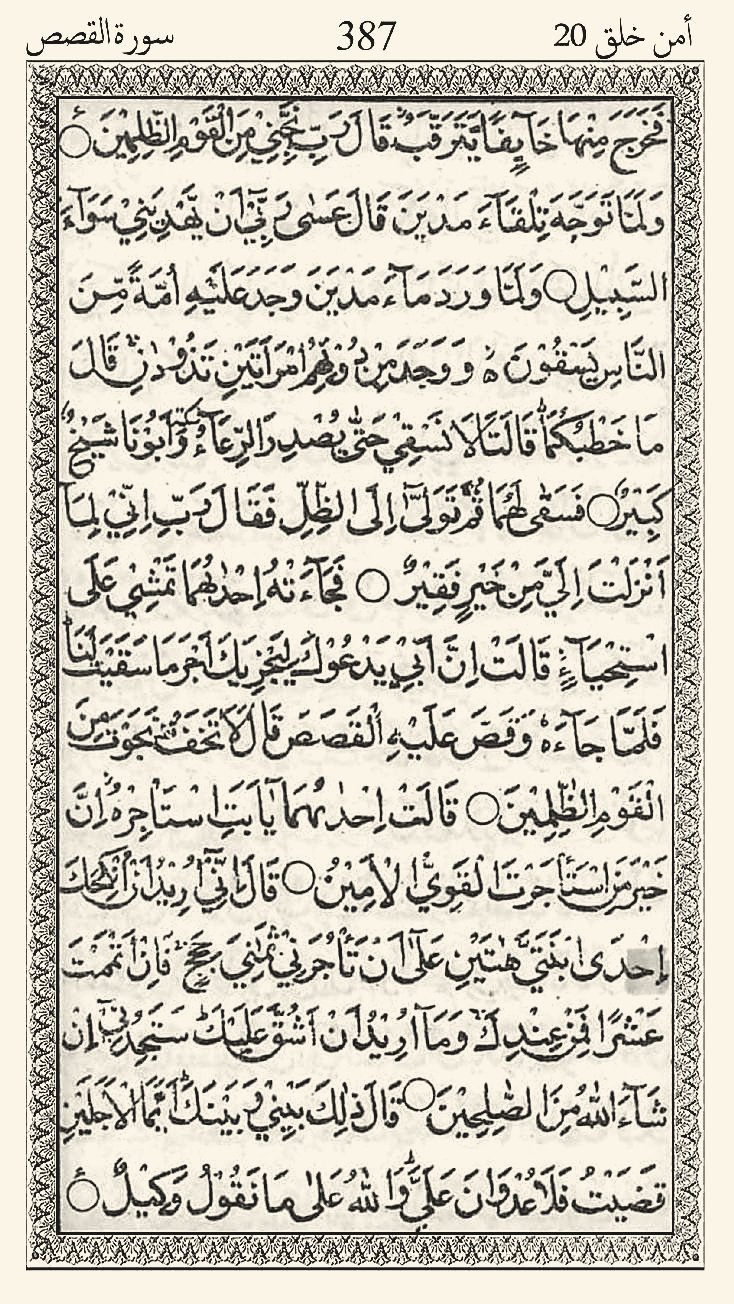 أمن خلق 20
387
سورة القصص
فَخَرَجَ مِنْهَا خَآىِٕفًا يَّتَرَقَّبُ ۫ قَالَ رَبِّ نَجِّنِيْ مِنَ الْقَوْمِ الظّٰلِمِيْنَ ○
وَلَمَّا تَوَجَّهَ تِلْقَآءَ مَدْيَنَ قَالَ عَسٰى رَبِّيْٓ اَنْ يَّهْدِيَنِيْ سَوَآءَ
السَّبِيْلِ ○ وَلَمَّا وَرَدَ مَآءَ مَدْيَنَ وَجَدَ عَلَيْهِ اُمَّةً مِّنَ
النَّاسِ يَسْقُوْنَ ۬ وَوَجَدَ مِنْ دُوْنِهِمُ امْرَاَتَيْنِ تَذُوْدٰنِ ۚ قَالَ
مَا خَطْبُكُمَا ؕ قَالَتَا لَا نَسْقِيْ حَتّٰى يُصْدِرَ الرِّعَآءُ ٚ وَاَبُوْنَا شَيْخٌ
كَبِيْرٌ ○ فَسَقٰى لَهُمَا ثُمَّ تَوَلّٰٓى اِلَى الظِّلِّ فَقَالَ رَبِّ اِنِّيْ لِمَآ
اَنْزَلْتَ اِلَيَّ مِنْ خَيْرٍ فَقِيْرٌ ○ فَجَآءَتْهُ اِحْدٰىهُمَا تَمْشِيْ عَلَى
اسْتِحْيَآءٍ ؗ قَالَتْ اِنَّ اَبِيْ يَدْعُوْكَ لِيَجْزِيَكَ اَجْرَ مَا سَقَيْتَ لَنَا ؕ
فَلَمَّا جَآءَهٗ وَقَصَّ عَلَيْهِ الْقَصَصَ قَالَ لَا تَخَفْ ۫ نَجَوْتَ مِنَ
الْقَوْمِ الظّٰلِمِيْنَ ○ قَالَتْ اِحْدٰىهُمَا يٰٓاَبَتِ اسْتَاْجِرْهُ ؗ اِنَّ
خَيْرَ مَنِ اسْتَاْجَرْتَ الْقَوِيُّ الْاَمِيْنُ ○ قَالَ اِنِّيْٓ اُرِيْدُ اَنْ اُنْكِحَكَ
اِحْدَى ابْنَتَيَّ هٰتَيْنِ عَلٰٓى اَنْ تَاْجُرَنِيْ ثَمٰنِيَ حِجَجٍ ۚ فَاِنْ اَتْمَمْتَ
عَشْرًا فَمِنْ عِنْدِكَ ۚ وَمَآ اُرِيْدُ اَنْ اَشُقَّ عَلَيْكَ ؕ سَتَجِدُنِيْٓ اِنْ
شَآءَ اللّٰهُ مِنَ الصّٰلِحِيْنَ ○ قَالَ ذٰلِكَ بَيْنِيْ وَبَيْنَكَ ؕ اَيَّمَا الْاَجَلَيْنِ
قَضَيْتُ فَلَا عُدْوَانَ عَلَيَّ ؕ وَاللّٰهُ عَلٰى مَا نَقُوْلُ وَكِيْلٌ ○